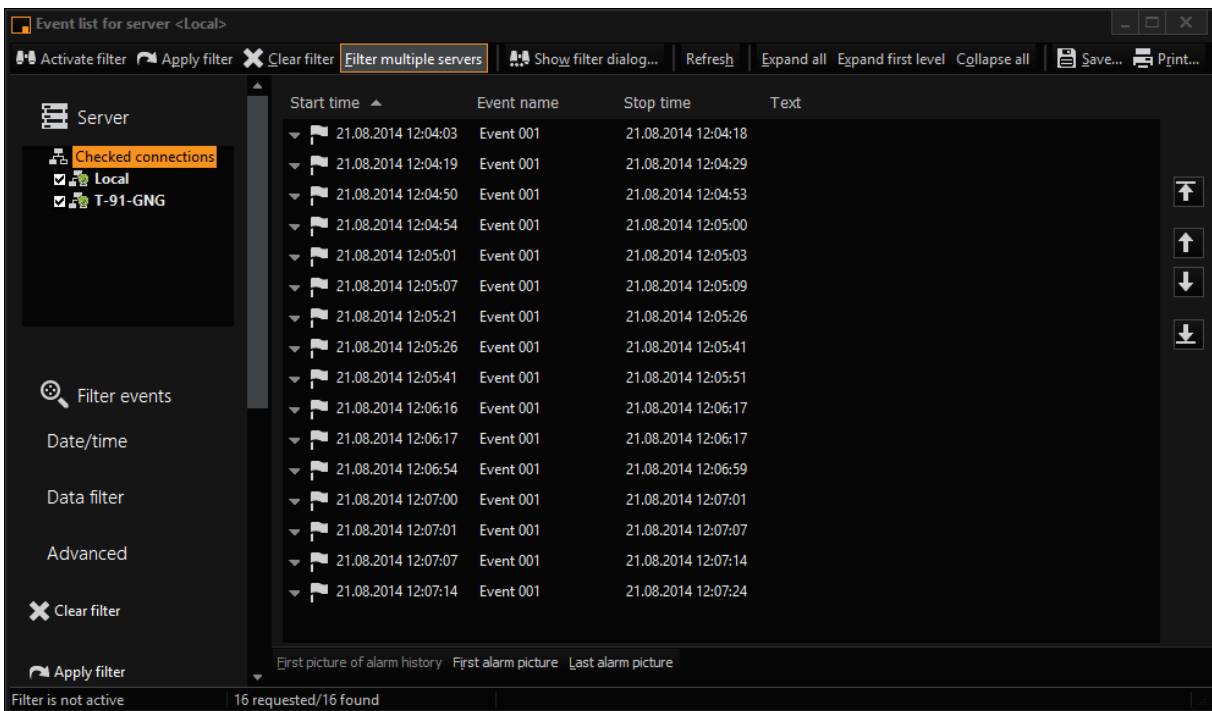 Event list for server <Local>
Activate filter Apply filter Clear filter Filter multiple servers Show filter dialog... Refresh Expand all Expand first level Collapse all Save... Print...
Server
Checked connections
Local
T-91-GNG
Filter events
Date/time
Data filter
Advanced
Clear filter
Apply filter
Start time Event name Stop time Text
21.08.2014 12:04:03 Event 001 21.08.2014 12:04:18
21.08.2014 12:04:19 Event 001 21.08.2014 12:04:29
21.08.2014 12:04:50 Event 001 21.08.2014 12:04:53
21.08.2014 12:04:54 Event 001 21.08.2014 12:05:00
21.08.2014 12:05:01 Event 001 21.08.2014 12:05:03
21.08.2014 12:05:07 Event 001 21.08.2014 12:05:09
21.08.2014 12:05:21 Event 001 21.08.2014 12:05:26
21.08.2014 12:05:26 Event 001 21.08.2014 12:05:41
21.08.2014 12:05:41 Event 001 21.08.2014 12:05:51
21.08.2014 12:06:16 Event 001 21.08.2014 12:06:17
21.08.2014 12:06:17 Event 001 21.08.2014 12:06:17
21.08.2014 12:06:54 Event 001 21.08.2014 12:06:59
21.08.2014 12:07:00 Event 001 21.08.2014 12:07:01
21.08.2014 12:07:01 Event 001 21.08.2014 12:07:07
21.08.2014 12:07:07 Event 001 21.08.2014 12:07:14
21.08.2014 12:07:14 Event 001 21.08.2014 12:07:24
First picture of alarm history First alarm picture Last alarm picture
Filter is not active 16 requested/16 found